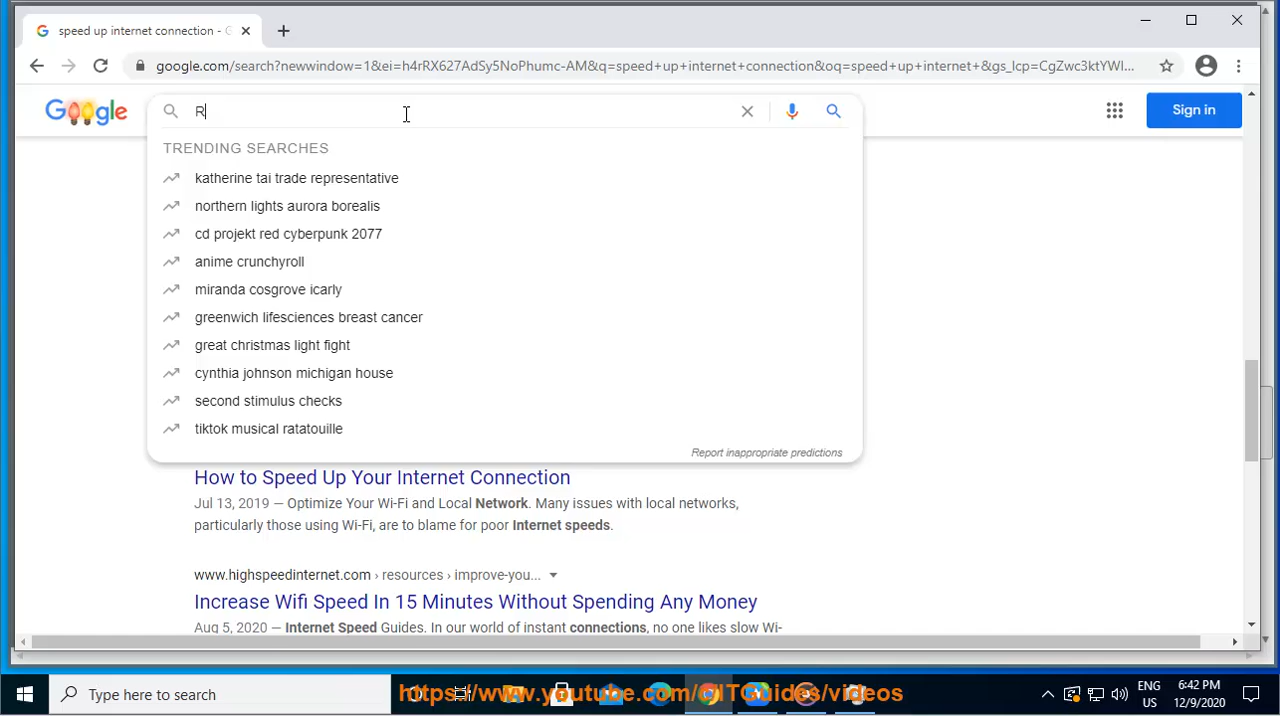 speed up internet connection - G
google.com/search?newwindow=1&ei=h4rRX627AdSy5NoPhumc-AM&q=speed+up+internet+connection&oq=speed+up+internet+&gs_lcp=CgZwc3ktYWI...
R
Sign in
TRENDING SEARCHES
katherine tai trade representative
northern lights aurora borealis
cd projekt red cyberpunk 2077
anime crunchyroll
miranda cosgrove icarly
greenwich lifesciences breast cancer
great christmas light fight
cynthia johnson michigan house
second stimulus checks
tiktok musical ratatouille
Report inappropriate predictions
How to Speed Up Your Internet Connection
Jul 13, 2019 — Optimize Your Wi-Fi and Local Network. Many issues with local networks,
particularly those using Wi-Fi, are to blame for poor Internet speeds.
www.highspeedinternet.com › resources › improve-you...
Increase Wifi Speed In 15 Minutes Without Spending Any Money
Aug 5, 2020 — Internet Speed Guides. In our world of instant connections, no one likes slow Wi-
Type here to search
https://www.youtube.com/c/ITGuides/videos
ENG
US
6:42 PM
12/9/2020